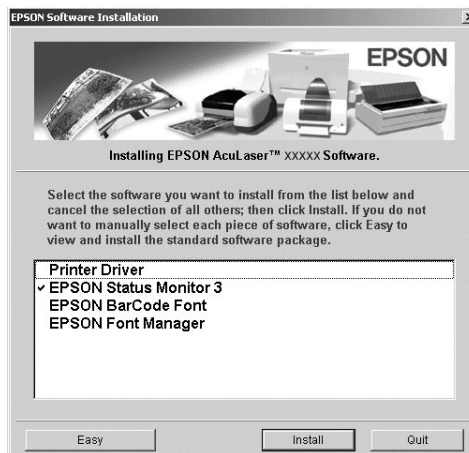 EPSON Software Installation
EPSON
Installing EPSON AcuLaser™ XXXXX Software.
Select the software you want to install from the list below and
cancel the selection of all others; then click Install. If you do not
want to manually select each piece of software, click Easy to
view and install the standard software package.
Printer Driver
✓ EPSON Status Monitor 3
EPSON BarCode Font
EPSON Font Manager
Easy Install Quit